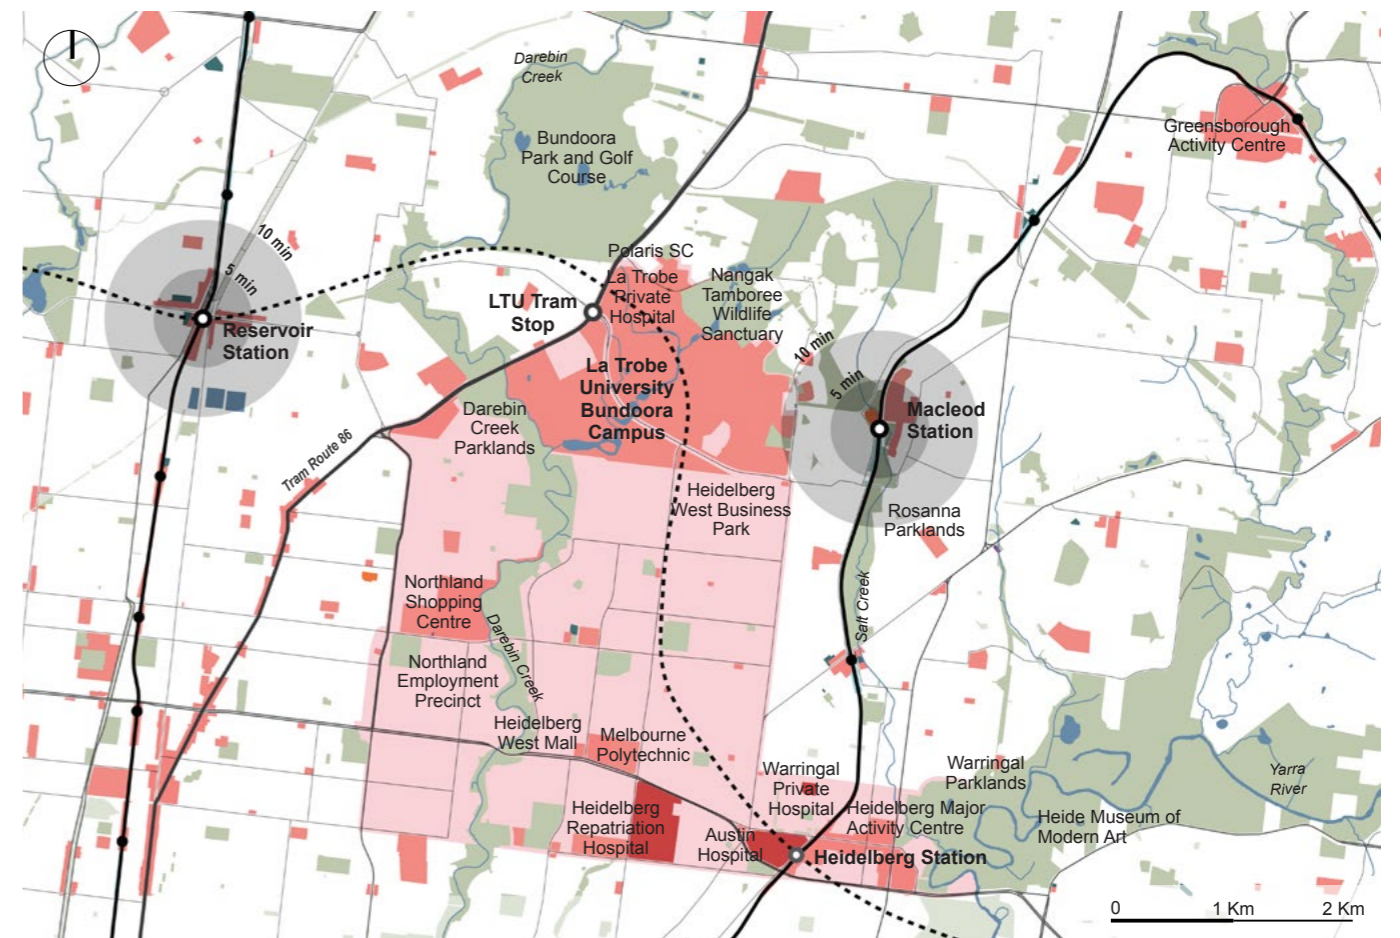 Darebin
Creek
Bundoora
Park and Golf
Course
Greensborough
Activity Centre
10 min
5 min
Reservoir
Station
Polaris SC
La Trobe
Private
Hospital
Nangak
Tamboree
Wildlife
Sanctuary
LTU Tram
Stop
La Trobe
University
Bundoora
Campus
10 min
5 min
Macleod
Station
Darebin
Creek
Parklands
Tram Route 86
Heidelberg
West Business
Park
Rosanna
Parklands
Northland
Shopping
Centre
Salt Creek
Darebin Creek
Northland
Employment
Precinct
Heidelberg
West Mall
Melbourne
Polytechnic
Warringal
Private
Hospital
Warringal
Parklands
Yarra
River
Heidelberg
Repatriation
Hospital
Austin
Hospital
Heidelberg Major
Activity Centre
Heide Museum of
Modern Art
Heidelberg Station
0 1 Km 2 Km